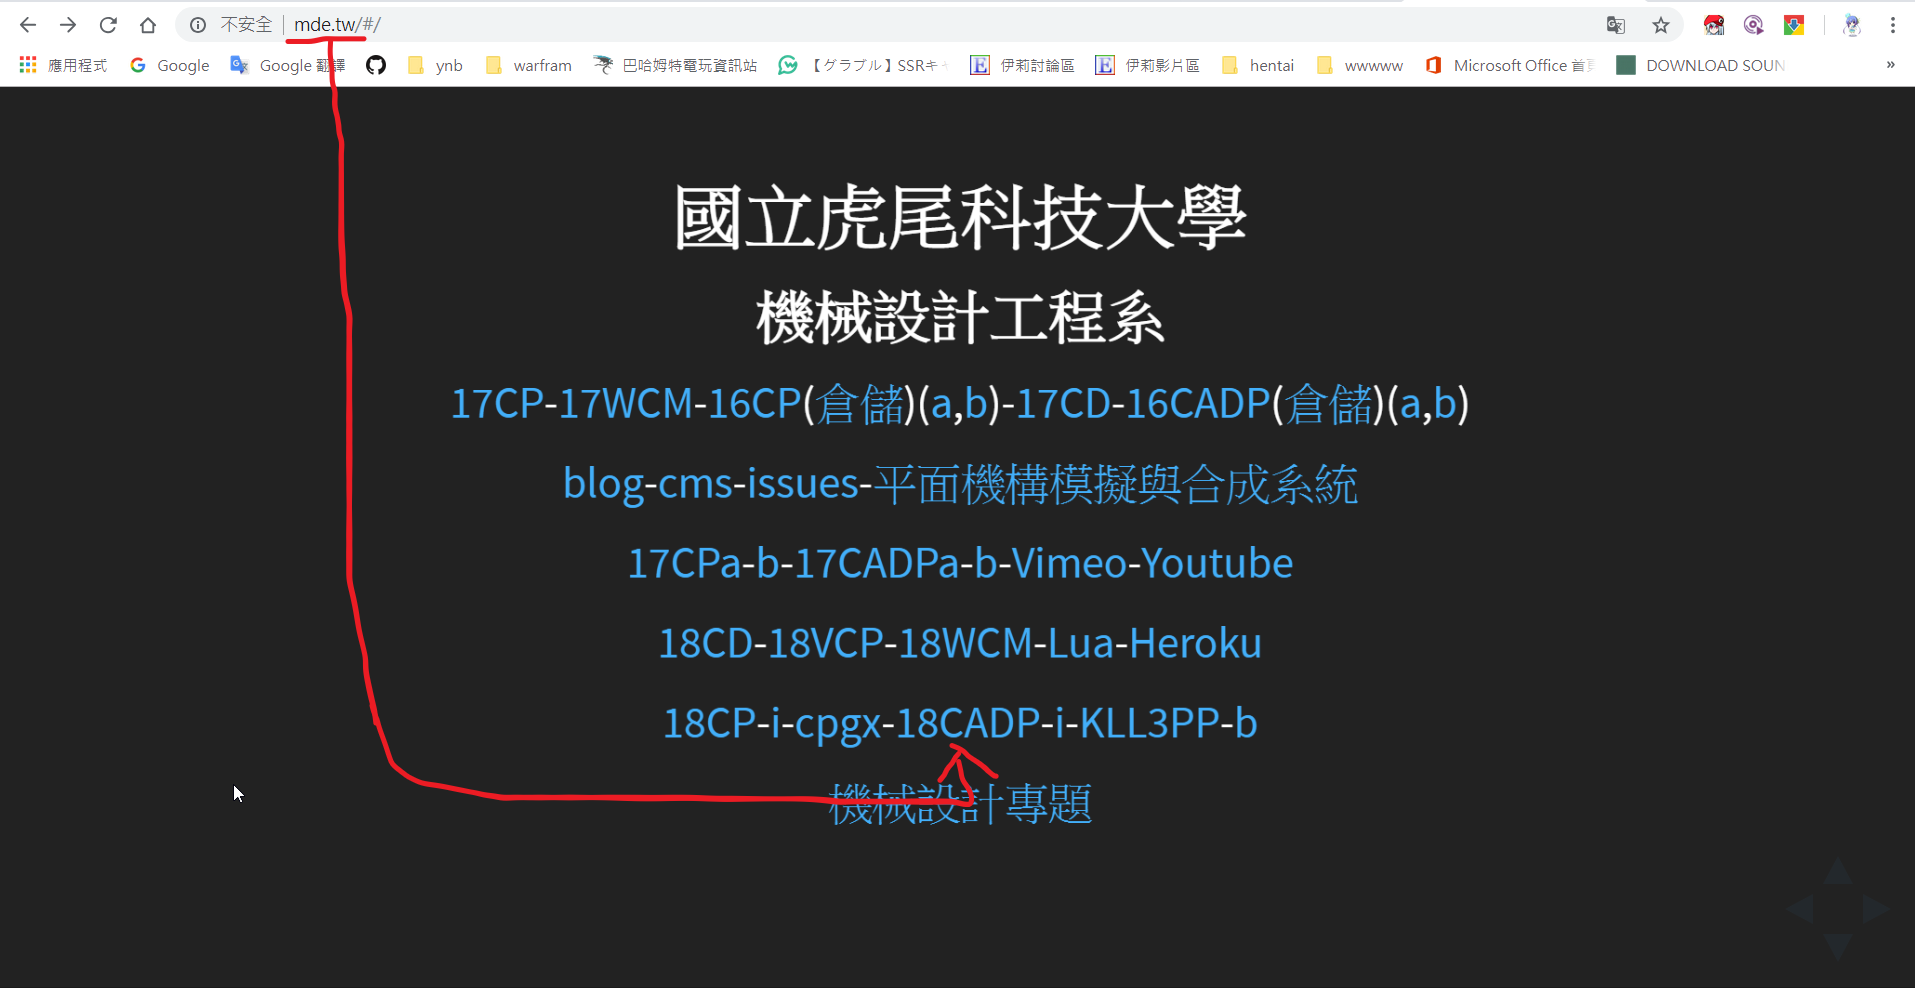 不安全 mde.tw/#/
應用程式 Google Google 翻譯 ynb warfram 巴哈姆特電玩資訊站 【グラブル】SSRキャ 伊莉討論區 伊莉影片區 hentai wwwww Microsoft Office 首頁 DOWNLOAD SOUN »
國立虎尾科技大學
機械設計工程系
17CP-17WCM-16CP(倉儲)(a,b)-17CD-16CADP(倉儲)(a,b)
blog-cms-issues-平面機構模擬與合成系統
17CPa-b-17CADPa-b-Vimeo-Youtube
18CD-18VCP-18WCM-Lua-Heroku
18CP-i-cpgx-18CADP-i-KLL3PP-b
機械設計專題